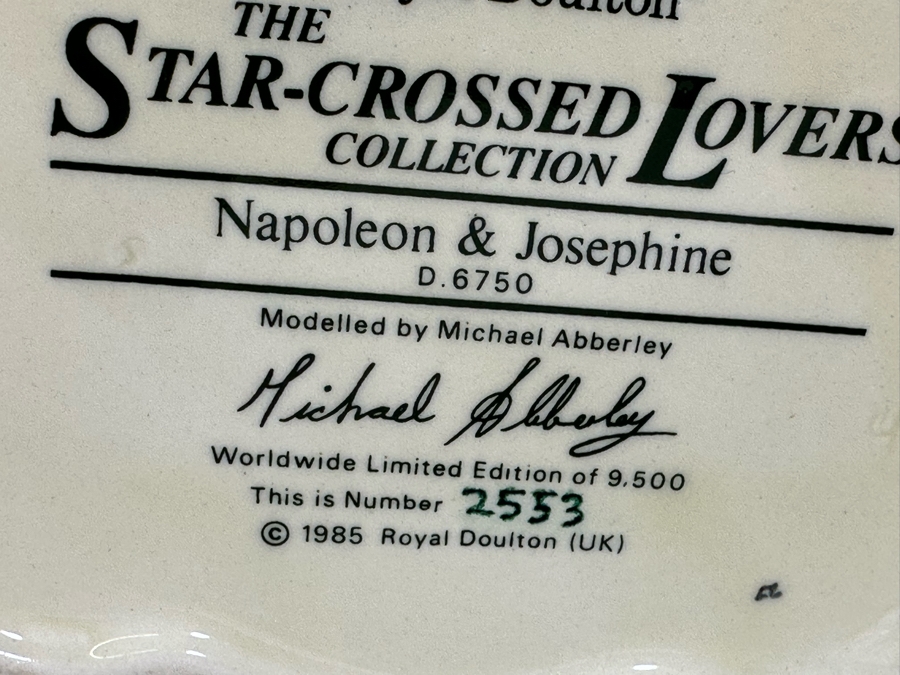 Doulton
THE
STAR-CROSSED LOVERS
COLLECTION
Napoleon & Josephine
D.6750
Modelled by Michael Abberley
Michael Abberley
Worldwide Limited Edition of 9,500
This is Number 2553
© 1985 Royal Doulton (UK)